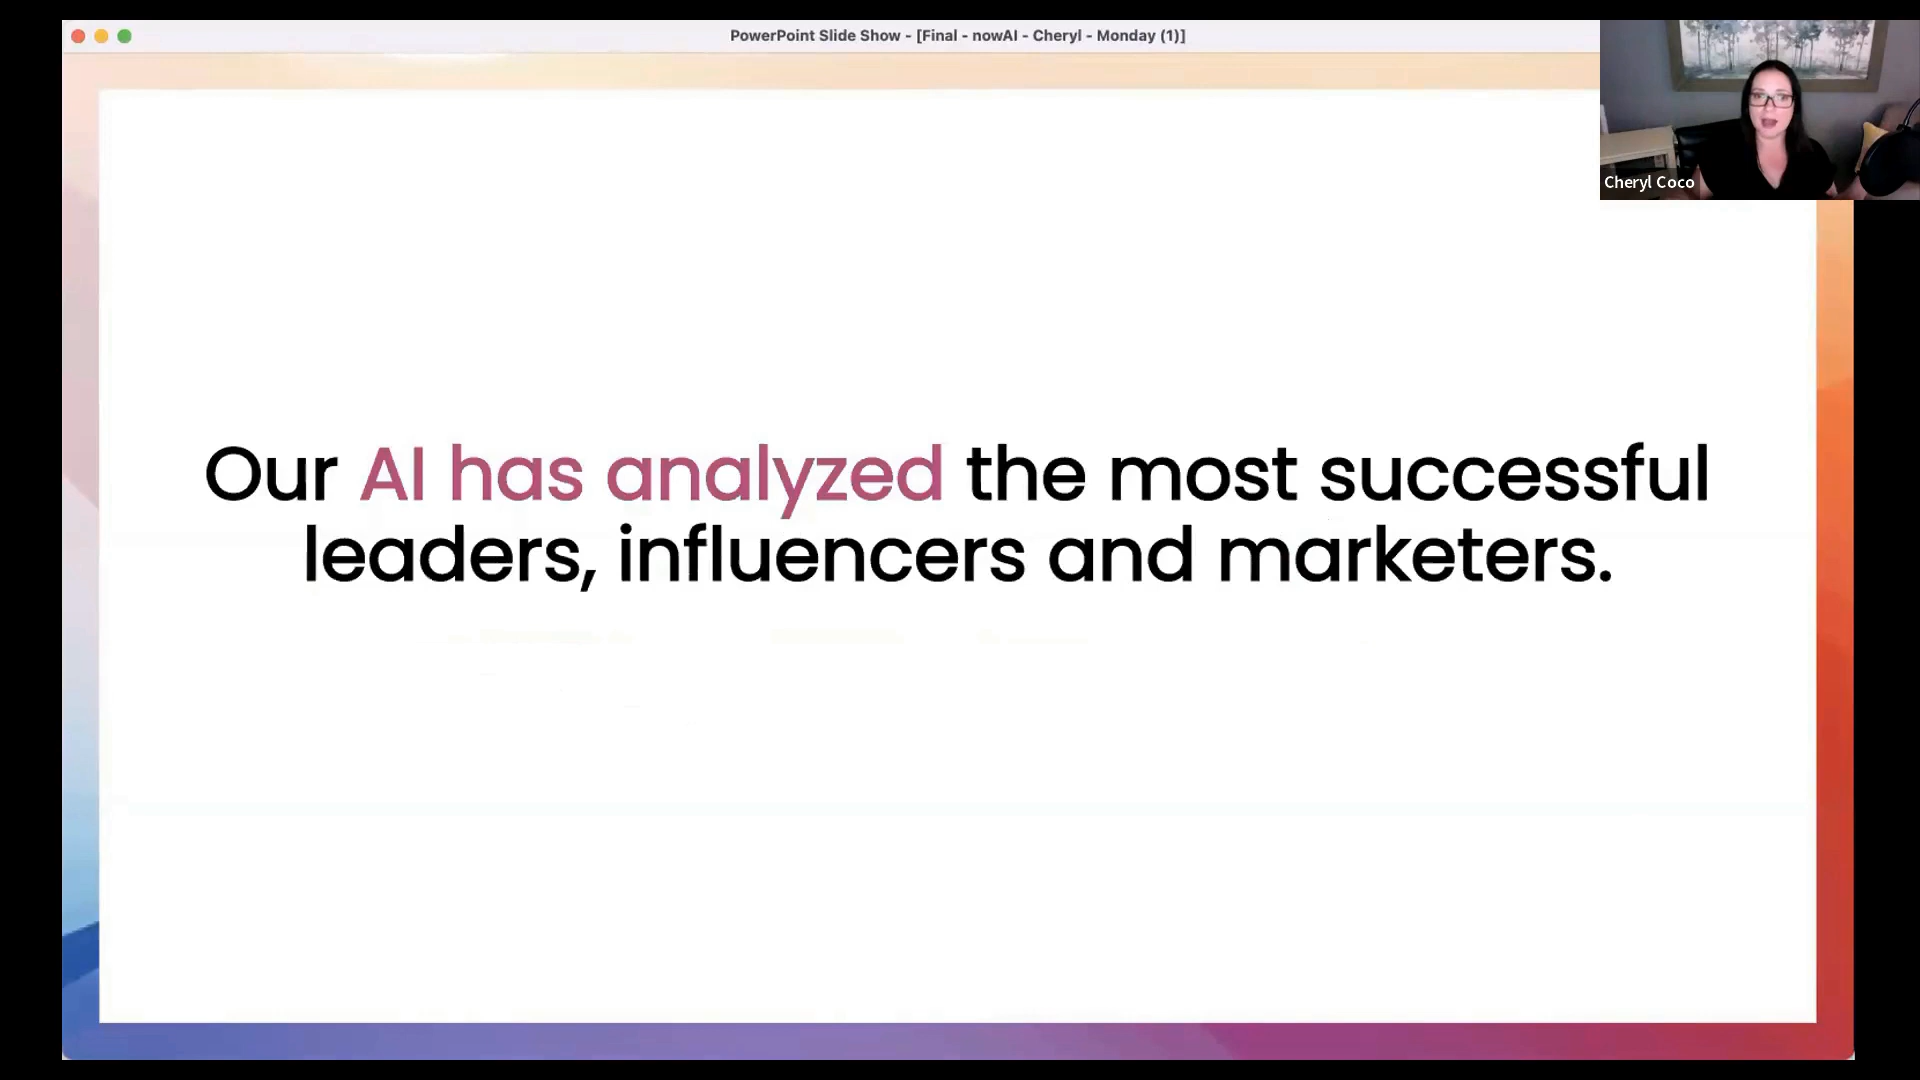 PowerPoint Slide Show - [Final - nowAI - Cheryl - Monday (1)]
Cheryl Coco
Our AI has analyzed the most successful
leaders, influencers and marketers.